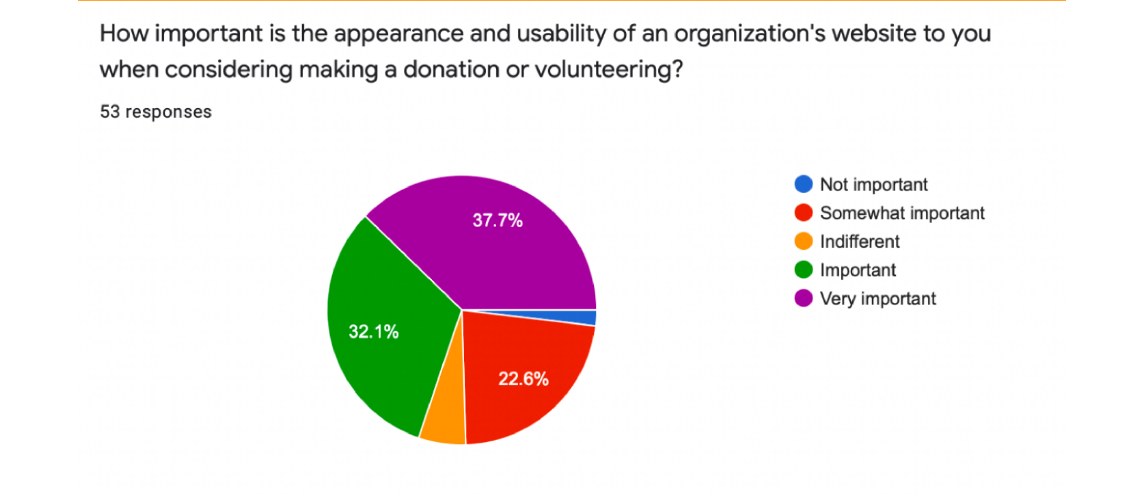 How important is the appearance and usability of an organization's website to you
when considering making a donation or volunteering?
53 responses
37.7%
32.1%
22.6%
Not important
Somewhat important
Indifferent
Important
Very important